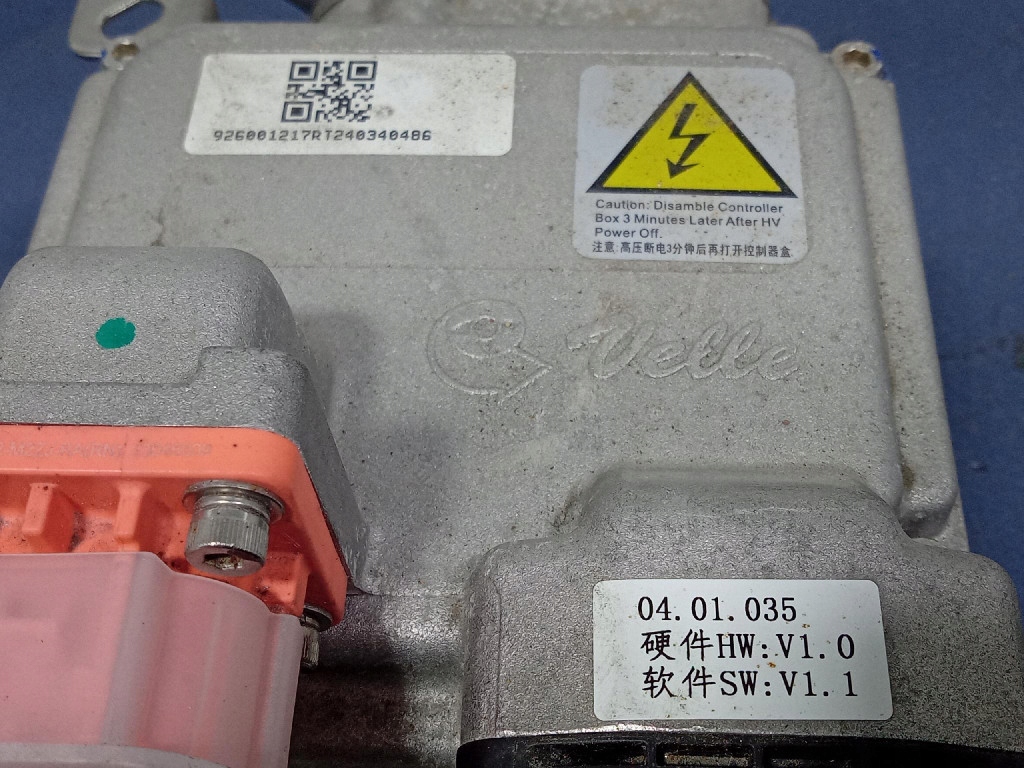 926001217RT240340486
Caution: Disamble Controller
Box 3 Minutes Later After HV
Power Off.
注意:高压断电3分钟后再打开控制器盒
Velle
04.01.035
硬件HW:V1.0
软件SW:V1.1